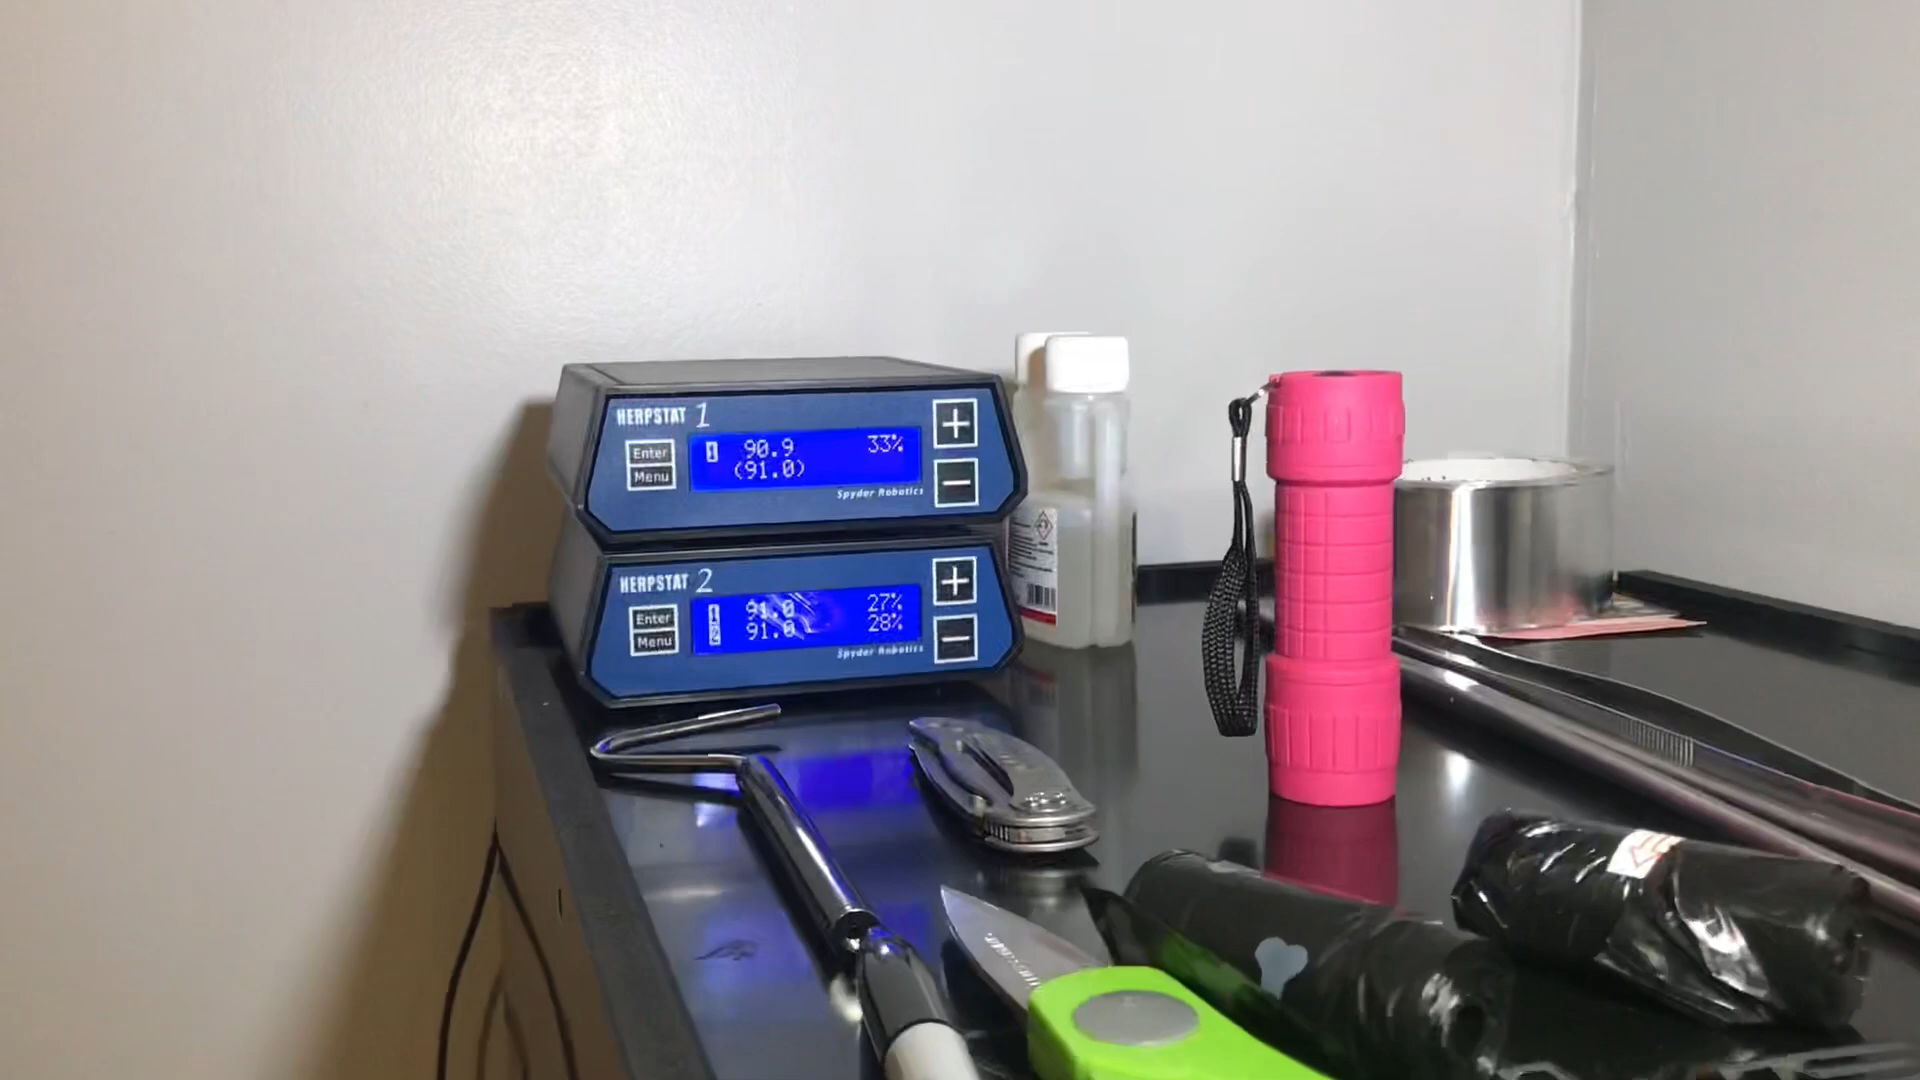 HERPSTAT 1
Enter
Menu
1 90.9 33%
(91.0)
+
−
Spyder Robotics
HERPSTAT 2
Enter
Menu
1 91.0 27%
2 91.0 28%
+
−
Spyder Robotics